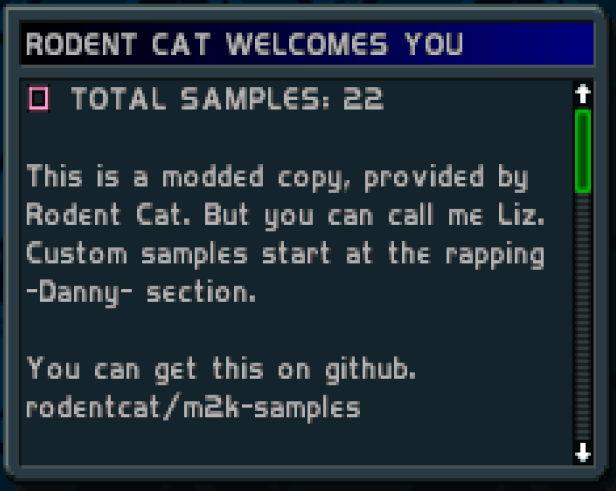 RODENT CAT WELCOMES YOU
TOTAL SAMPLES: 22
This is a modded copy, provided by
Rodent Cat. But you can call me Liz.
Custom samples start at the rapping
-Danny- section.
You can get this on github.
rodentcat/m2k-samples